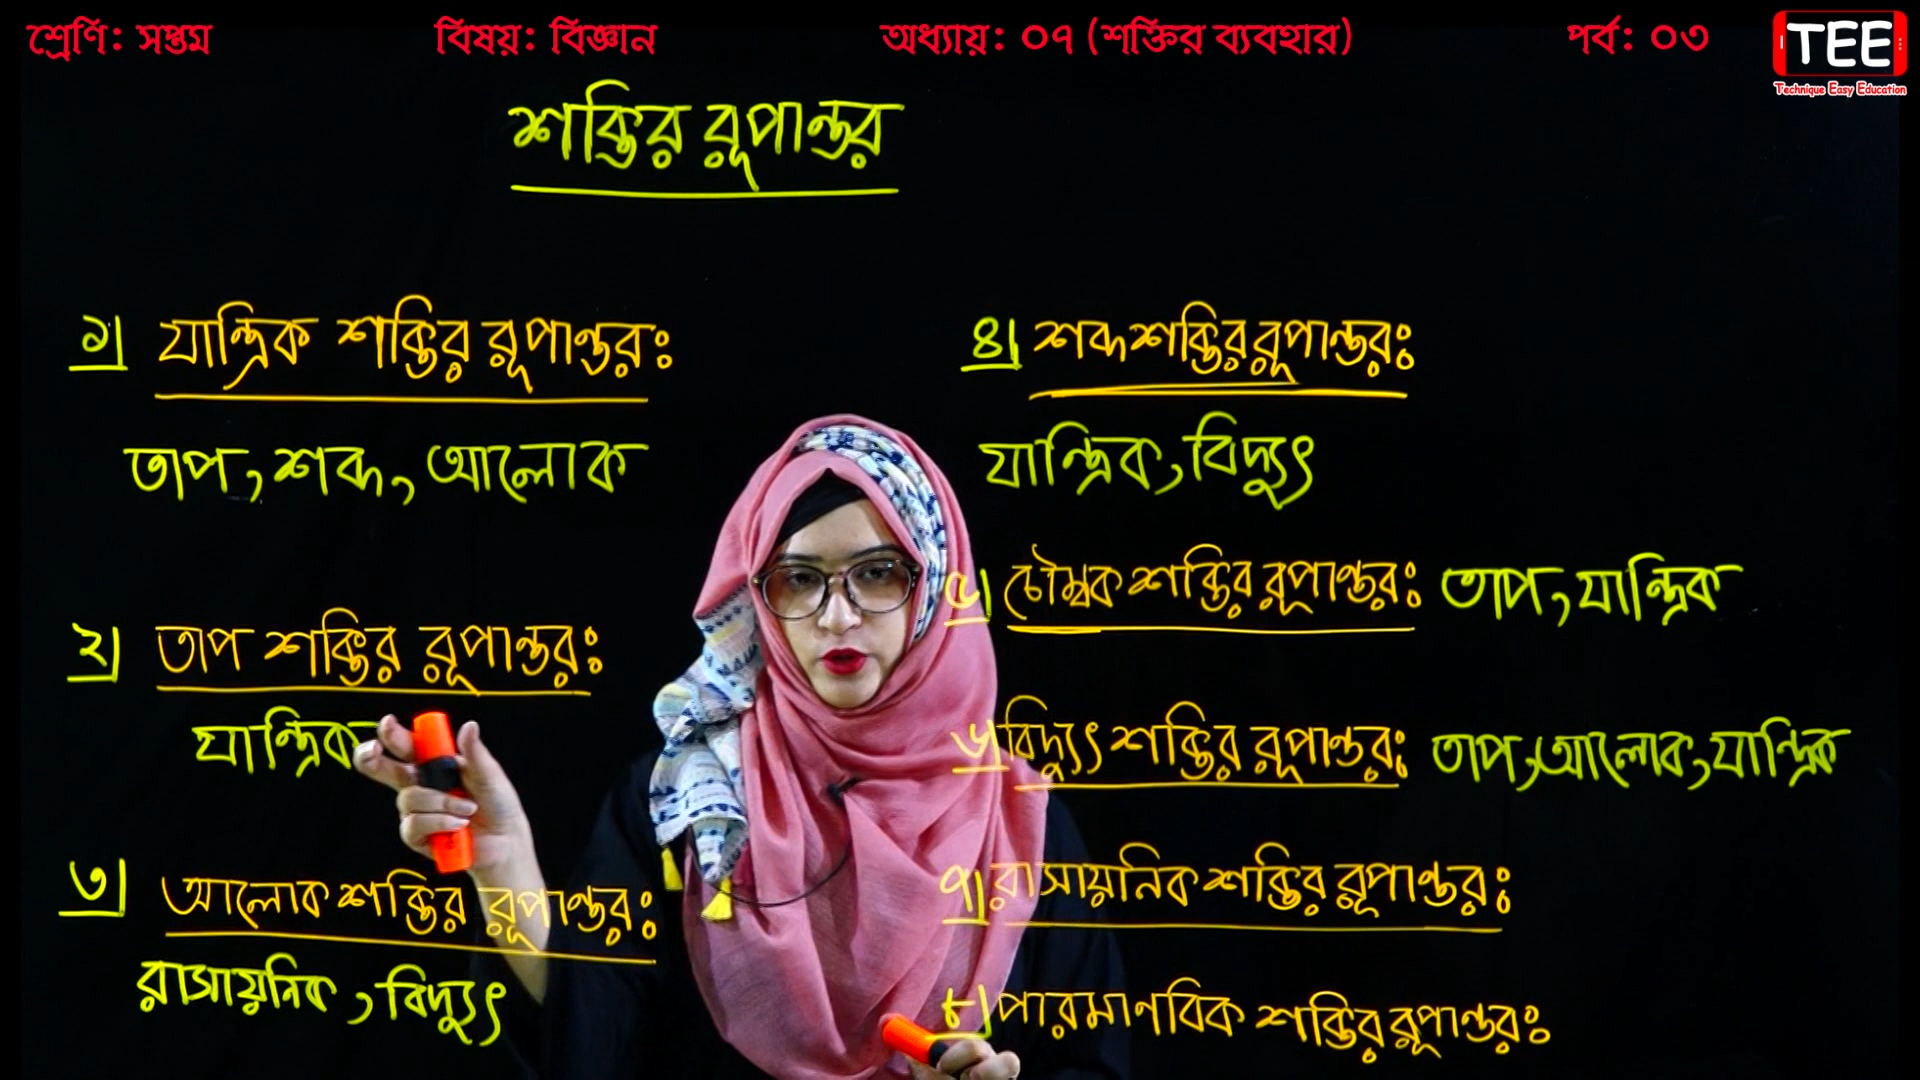 শ্রেণি: সপ্তম
বিষয়: বিজ্ঞান
অধ্যায়: ০৭ (শক্তির ব্যবহার)
পর্ব: ০৩
TEE
Technique Easy Education
শক্তির রূপান্তর
১) যান্ত্রিক শক্তির রূপান্তরঃ
তাপ, শব্দ, আলোক
২) তাপ শক্তির রূপান্তরঃ
যান্ত্রিক
৩) আলোক শক্তির রূপান্তরঃ
রাসায়নিক, বিদ্যুৎ
৪) শব্দ শক্তির রূপান্তরঃ
যান্ত্রিক, বিদ্যুৎ
৫) চৌম্বক শক্তির রূপান্তরঃ তাপ, যান্ত্রিক
৬) বিদ্যুৎ শক্তির রূপান্তরঃ তাপ, আলোক, যান্ত্রিক
৭) রাসায়নিক শক্তির রূপান্তরঃ
৮) পারমাণবিক শক্তির রূপান্তরঃ